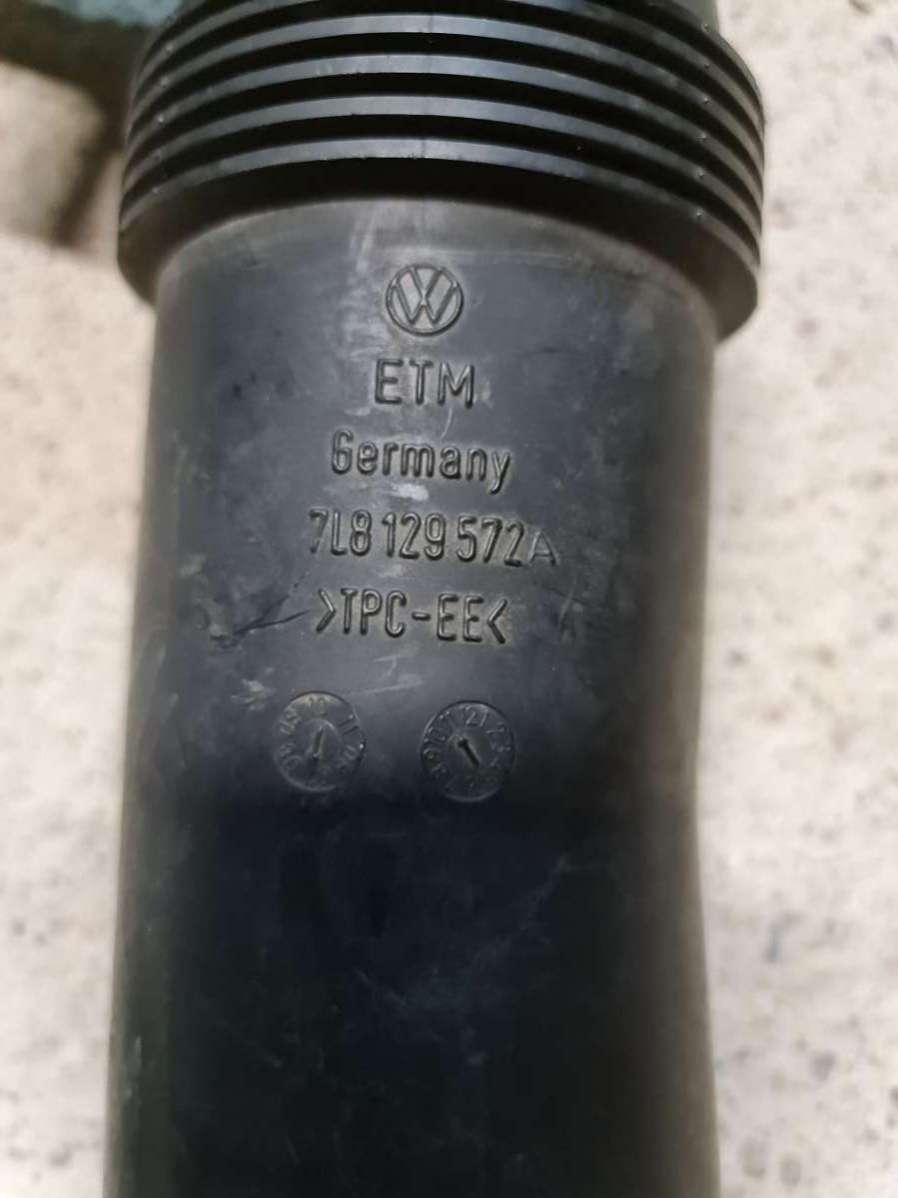 ETM
Germany
7L8 129 572A
>TPC-EE<